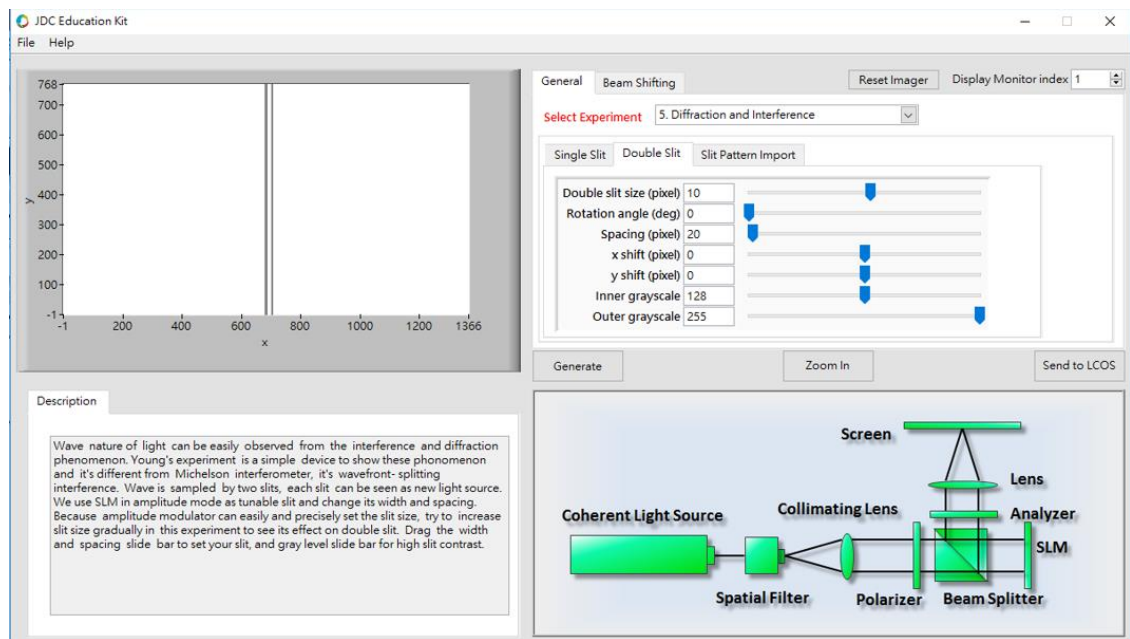 JDC Education Kit
File Help
768
700
600
500
400
300
200
100
-1
y
-1 200 400 600 800 1000 1200 1366
x
General Beam Shifting Reset Imager Display Monitor index 1
Select Experiment 5. Diffraction and Interference
Single Slit Double Slit Slit Pattern Import
Double slit size (pixel) 10
Rotation angle (deg) 0
Spacing (pixel) 20
x shift (pixel) 0
y shift (pixel) 0
Inner grayscale 128
Outer grayscale 255
Generate Zoom In Send to LCOS
Description
Wave nature of light can be easily observed from the interference and diffraction
phenomenon. Young's experiment is a simple device to show these phonomenon
and it's different from Michelson interferometer, it's wavefront- splitting
interference. Wave is sampled by two slits, each slit can be seen as new light source.
We use SLM in amplitude mode as tunable slit and change its width and spacing.
Because amplitude modulator can easily and precisely set the slit size, try to increase
slit size gradually in this experiment to see its effect on double slit. Drag the width
and spacing slide bar to set your slit, and gray level slide bar for high slit contrast.
Screen
Lens
Coherent Light Source Collimating Lens Analyzer
SLM
Spatial Filter Polarizer Beam Splitter